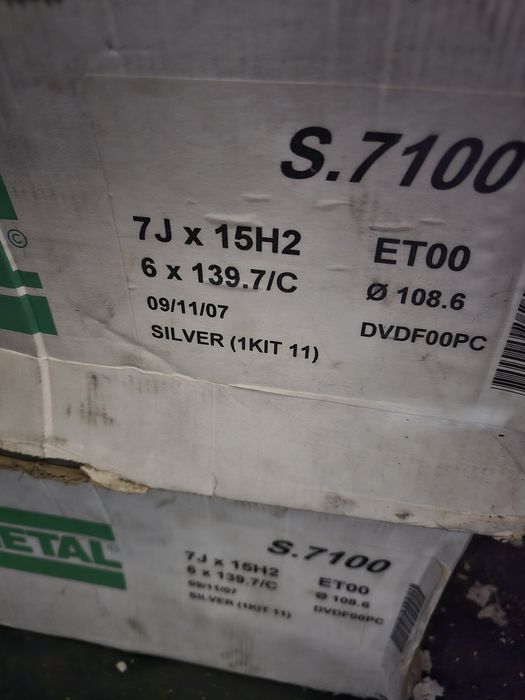 S.7100
7J x 15H2
ET00
6 x 139.7/C
Ø 108.6
09/11/07
DVDF00PC
SILVER (1KIT 11)
©
ETAL
S.7100
7J x 15H2
ET00
6 x 139.7/C
Ø 108.6
09/11/07
DVDF00PC
SILVER (1KIT 11)